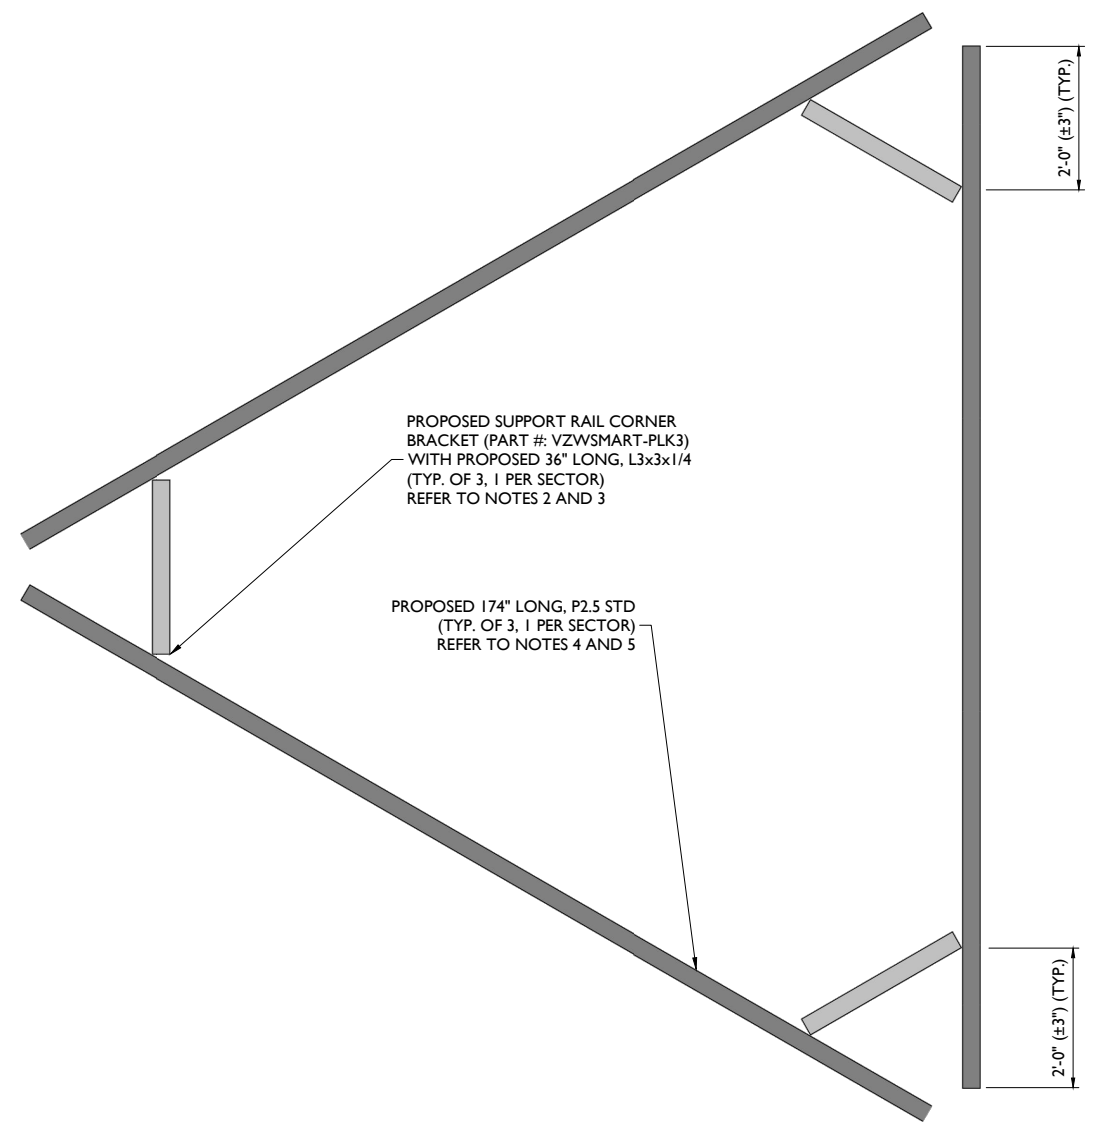 2'-0" (±3") (TYP.)
PROPOSED SUPPORT RAIL CORNER
BRACKET (PART #: VZWSMART-PLK3)
WITH PROPOSED 36" LONG, L3x3x1/4
(TYP. OF 3, 1 PER SECTOR)
REFER TO NOTES 2 AND 3
PROPOSED 174" LONG, P2.5 STD
(TYP. OF 3, 1 PER SECTOR)
REFER TO NOTES 4 AND 5
2'-0" (±3") (TYP.)